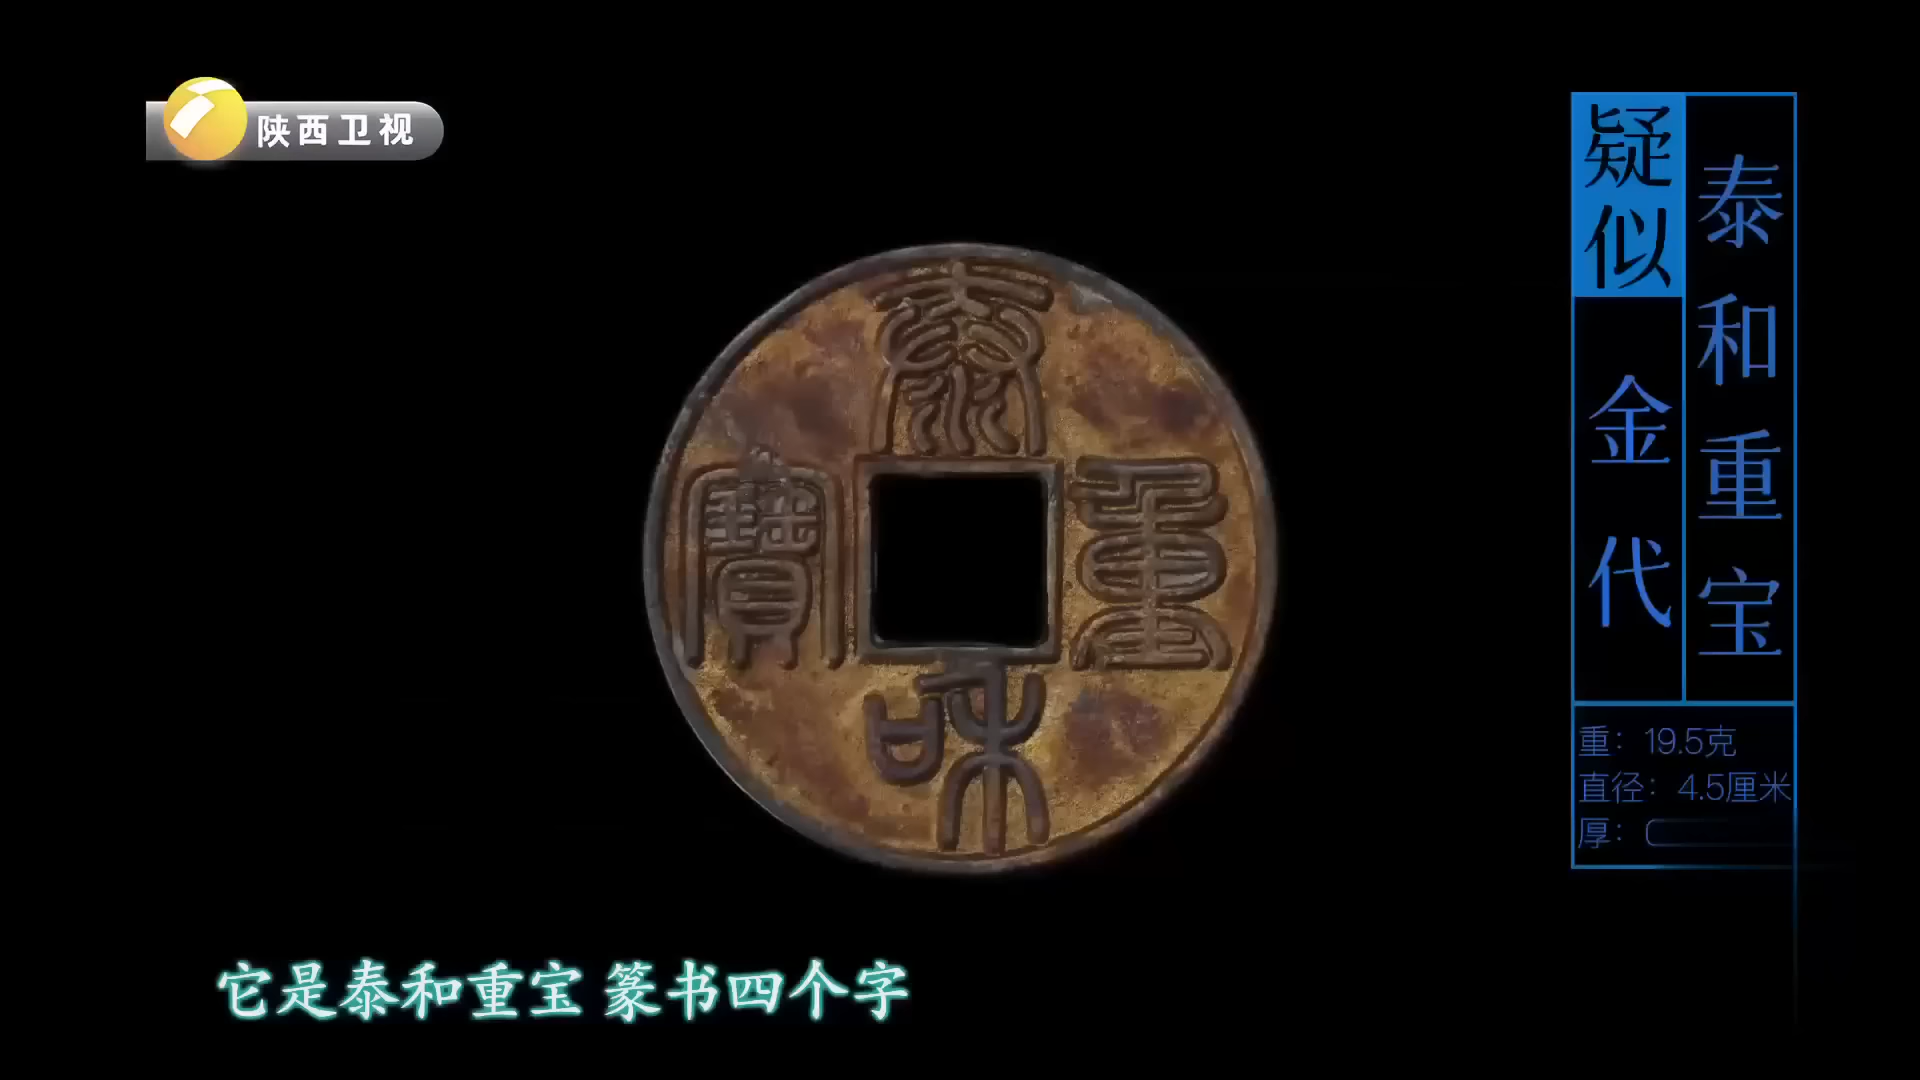 陕西卫视
泰和重宝
疑似
金代
重：19.5克
直径：4.5厘米
厚：
泰
重
和
寶
它是泰和重宝 篆书四个字